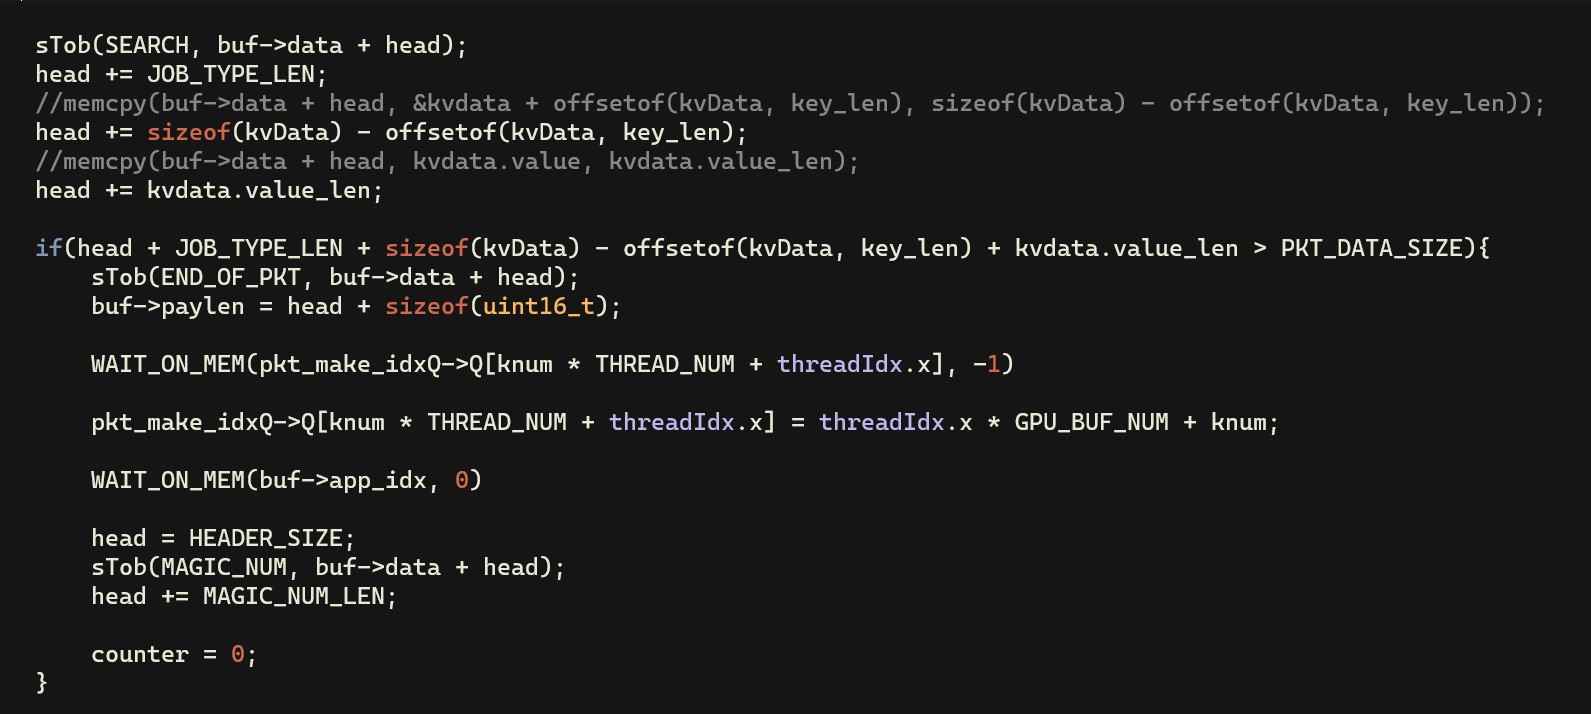 sTob(SEARCH, buf->data + head);
head += JOB_TYPE_LEN;
//memcpy(buf->data + head, &kvdata + offsetof(kvData, key_len), sizeof(kvData) - offsetof(kvData, key_len));
head += sizeof(kvData) - offsetof(kvData, key_len);
//memcpy(buf->data + head, kvdata.value, kvdata.value_len);
head += kvdata.value_len;

if(head + JOB_TYPE_LEN + sizeof(kvData) - offsetof(kvData, key_len) + kvdata.value_len > PKT_DATA_SIZE){
    sTob(END_OF_PKT, buf->data + head);
    buf->paylen = head + sizeof(uint16_t);

    WAIT_ON_MEM(pkt_make_idxQ->Q[knum * THREAD_NUM + threadIdx.x], -1)

    pkt_make_idxQ->Q[knum * THREAD_NUM + threadIdx.x] = threadIdx.x * GPU_BUF_NUM + knum;

    WAIT_ON_MEM(buf->app_idx, 0)

    head = HEADER_SIZE;
    sTob(MAGIC_NUM, buf->data + head);
    head += MAGIC_NUM_LEN;

    counter = 0;
}